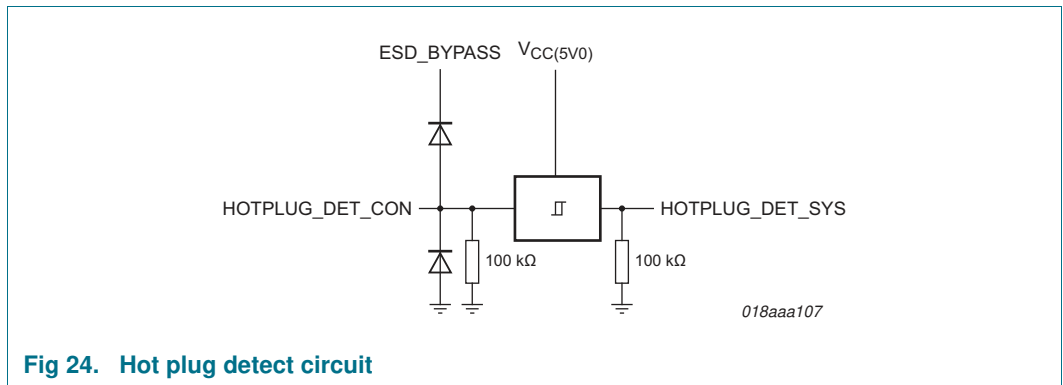 ESD_BYPASS VCC(5V0)
HOTPLUG_DET_CON
HOTPLUG_DET_SYS
100 kΩ
100 kΩ
018aaa107
Fig 24. Hot plug detect circuit